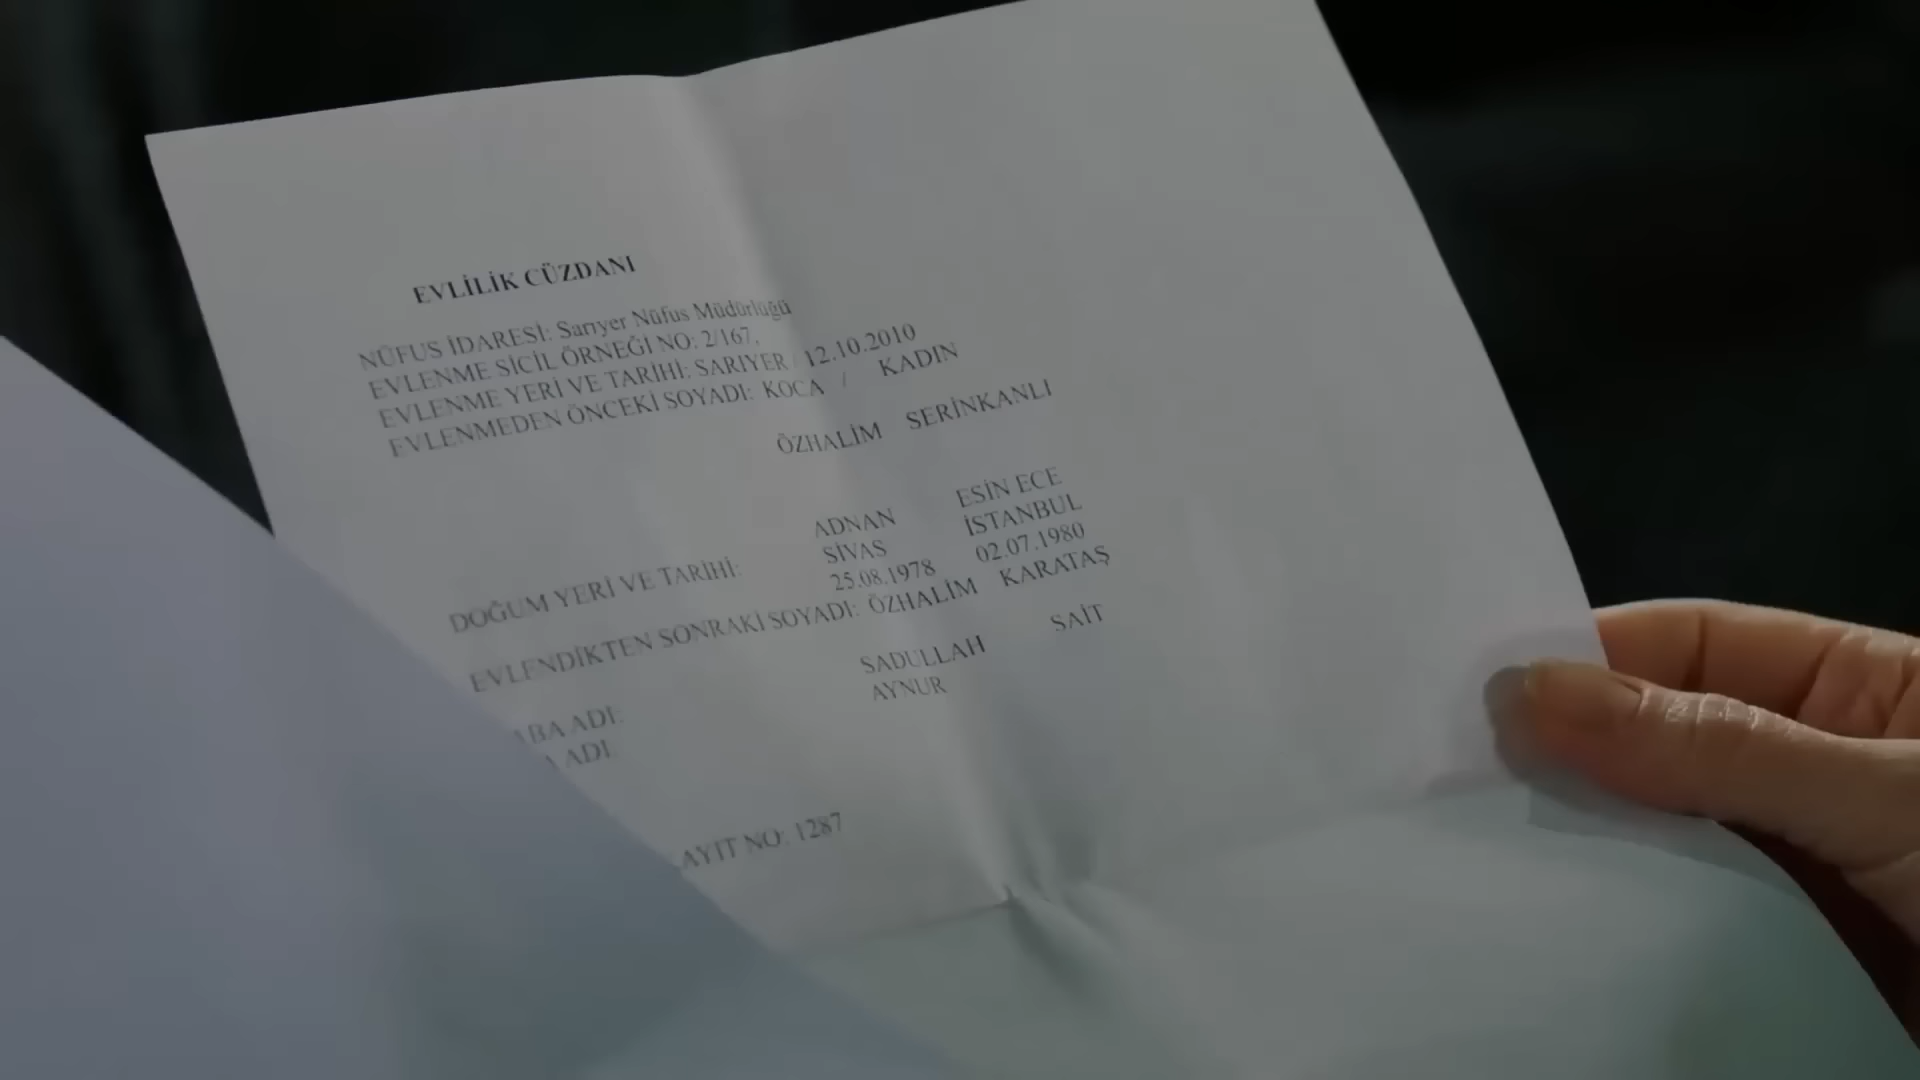 EVLİLİK CÜZDANI
NÜFUS İDARESİ: Sarıyer Nüfus Müdürlüğü
EVLENME SİCİL ÖRNEĞİ NO: 2/167,
EVLENME YERİ VE TARİHİ: SARIYER / 12.10.2010
EVLENMEDEN ÖNCEKİ SOYADI: KOCA / KADIN
ÖZHALİM SERİNKANLI
ADNAN ESİN ECE
SİVAS İSTANBUL
DOĞUM YERİ VE TARİHİ: 25.08.1978 02.07.1980
EVLENDİKTEN SONRAKİ SOYADI: ÖZHALİM KARATAŞ
ABA ADI: SADULLAH SAİT
ADI AYNUR
AYIT NO: 1287